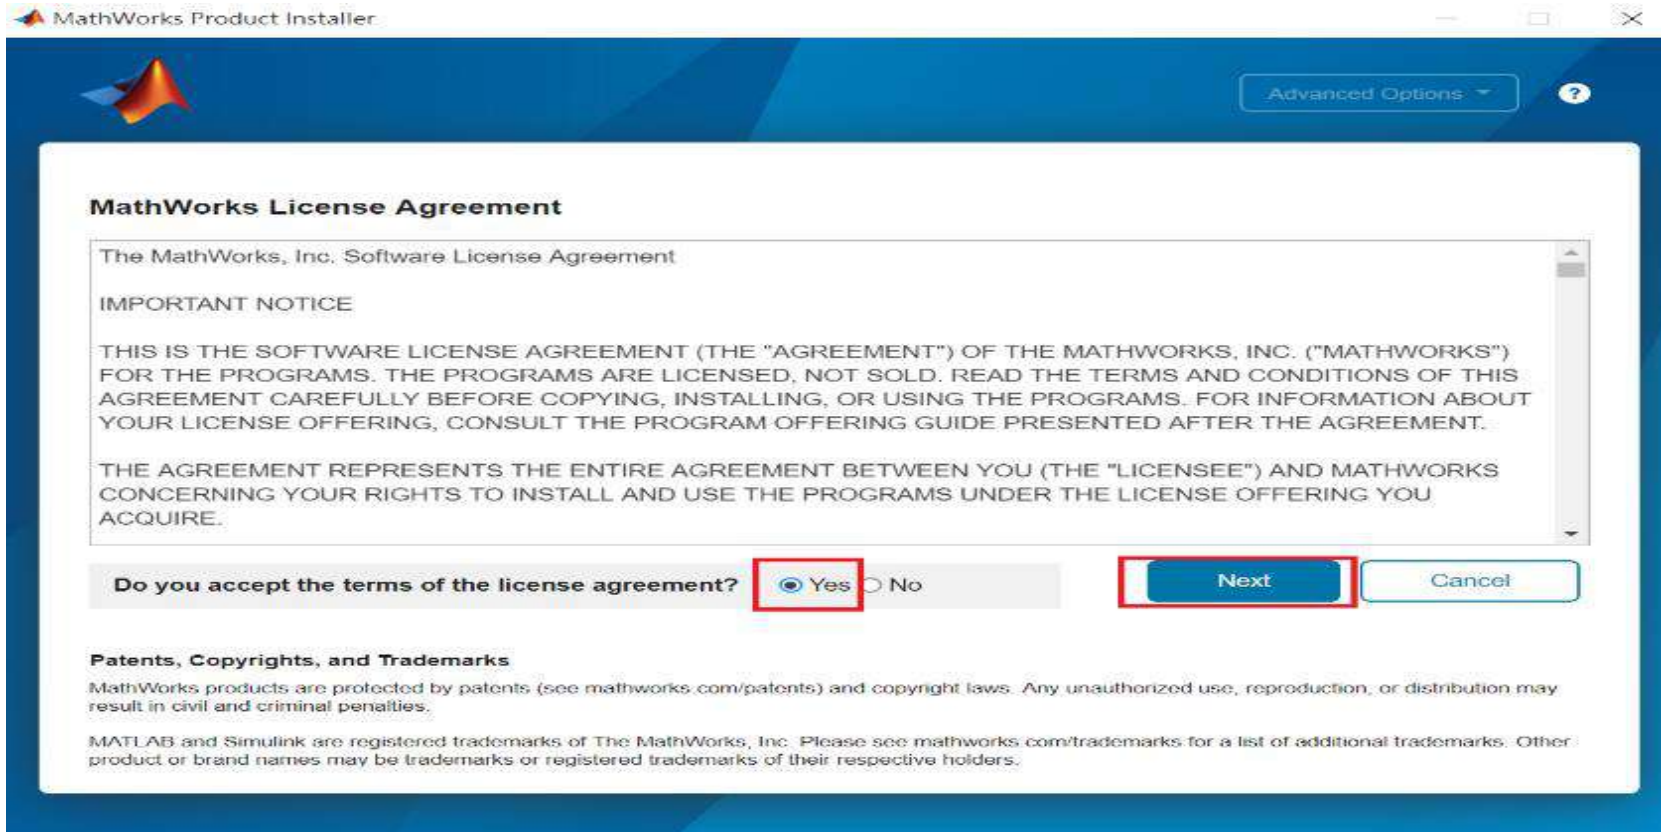 MathWorks Product Installer
Advanced Options
?
MathWorks License Agreement
The MathWorks, Inc. Software License Agreement
IMPORTANT NOTICE
THIS IS THE SOFTWARE LICENSE AGREEMENT (THE "AGREEMENT") OF THE MATHWORKS, INC. ("MATHWORKS")
FOR THE PROGRAMS. THE PROGRAMS ARE LICENSED, NOT SOLD. READ THE TERMS AND CONDITIONS OF THIS
AGREEMENT CAREFULLY BEFORE COPYING, INSTALLING, OR USING THE PROGRAMS. FOR INFORMATION ABOUT
YOUR LICENSE OFFERING, CONSULT THE PROGRAM OFFERING GUIDE PRESENTED AFTER THE AGREEMENT.
THE AGREEMENT REPRESENTS THE ENTIRE AGREEMENT BETWEEN YOU (THE "LICENSEE") AND MATHWORKS
CONCERNING YOUR RIGHTS TO INSTALL AND USE THE PROGRAMS UNDER THE LICENSE OFFERING YOU
ACQUIRE.
Do you accept the terms of the license agreement? Yes No
Next Cancel
Patents, Copyrights, and Trademarks
MathWorks products are protected by patents (see mathworks.com/patents) and copyright laws. Any unauthorized use, reproduction, or distribution may
result in civil and criminal penalties.
MATLAB and Simulink are registered trademarks of The MathWorks, Inc. Please see mathworks.com/trademarks for a list of additional trademarks. Other
product or brand names may be trademarks or registered trademarks of their respective holders.